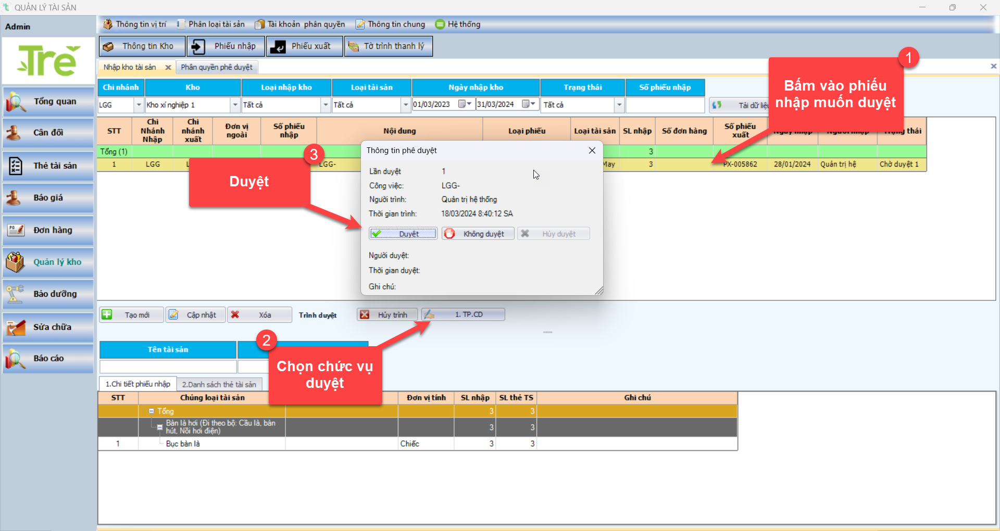 QUẢN LÝ TÀI SẢN
Admin
Thông tin vị trí
Phân loại tài sản
Tài khoản phân quyền
Thông tin chung
Hệ thống
Tre
Thông tin Kho
Phiếu nhập
Phiếu xuất
Tờ trình thanh lý
Nhập kho tài sản
Phân quyền phê duyệt
1
Bấm vào phiếu
nhập muốn duyệt
Chi nhánh
Kho
Loại nhập kho
Loại tài sản
Ngày nhập kho
Trạng thái
Số phiếu nhập
LGG
Kho xí nghiệp 1
Tất cả
Tất cả
01/03/2023
31/03/2024
Tất cả
Tải dữ liệu
Tổng quan
Cân đối
Thẻ tài sản
Báo giá
PO
Đơn hàng
Quản lý kho
Bảo dưỡng
Sửa chữa
Báo cáo
STT
Chi Nhánh Nhập
Chi nhánh xuất
Đơn vị ngoài
Số phiếu nhập
Nội dung
Loại phiếu
Loại tài sản
SL nhập
Số đơn hàng
Số phiếu xuất
Ngày nhập
Người nhập
Trạng thái
Tổng (1)
3
1
LGG
L
LGG-
May
3
PX-005862
28/01/2024
Quản trị hệ
Chờ duyệt 1
3
Duyệt
Thông tin phê duyệt
Lần duyệt
1
Công việc:
LGG-
Người trình:
Quản trị hệ thống
Thời gian trình:
18/03/2024 8:40:12 SA
Duyệt
Không duyệt
Hủy duyệt
Người duyệt:
Thời gian duyệt:
Ghi chú:
Tạo mới
Cập nhật
Xóa
Trình duyệt
Hủy trình
1. TP.CD
2
Chọn chức vụ
duyệt
Tên tài sản
1.Chi tiết phiếu nhập
2.Danh sách thẻ tài sản
STT
Chủng loại tài sản
Đơn vị tính
SL nhập
SL thẻ TS
Ghi chú
Tổng
3
3
Bàn là hơi (Đi theo bộ: Cầu là, bàn
hút, Nồi hơi điện)
3
3
1
Bục bàn là
Chiếc
3
3